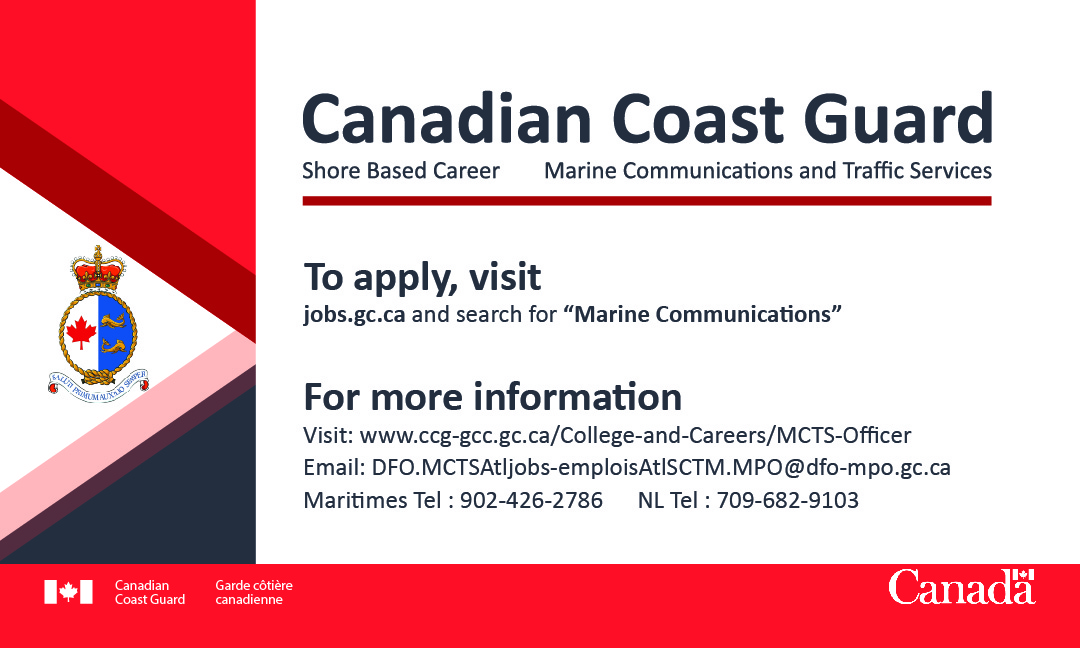 Canadian Coast Guard
Shore Based Career Marine Communications and Traffic Services
To apply, visit
jobs.gc.ca and search for “Marine Communications”
For more information
Visit: www.ccg-gcc.gc.ca/College-and-Careers/MCTS-Officer
Email: DFO.MCTSAtljobs-emploisAtlSCTM.MPO@dfo-mpo.gc.ca
Maritimes Tel : 902-426-2786 NL Tel : 709-682-9103
SALUTI PRIMUM AUXILIO SEMPER
Canadian Garde côtière
Coast Guard canadienne
Canada